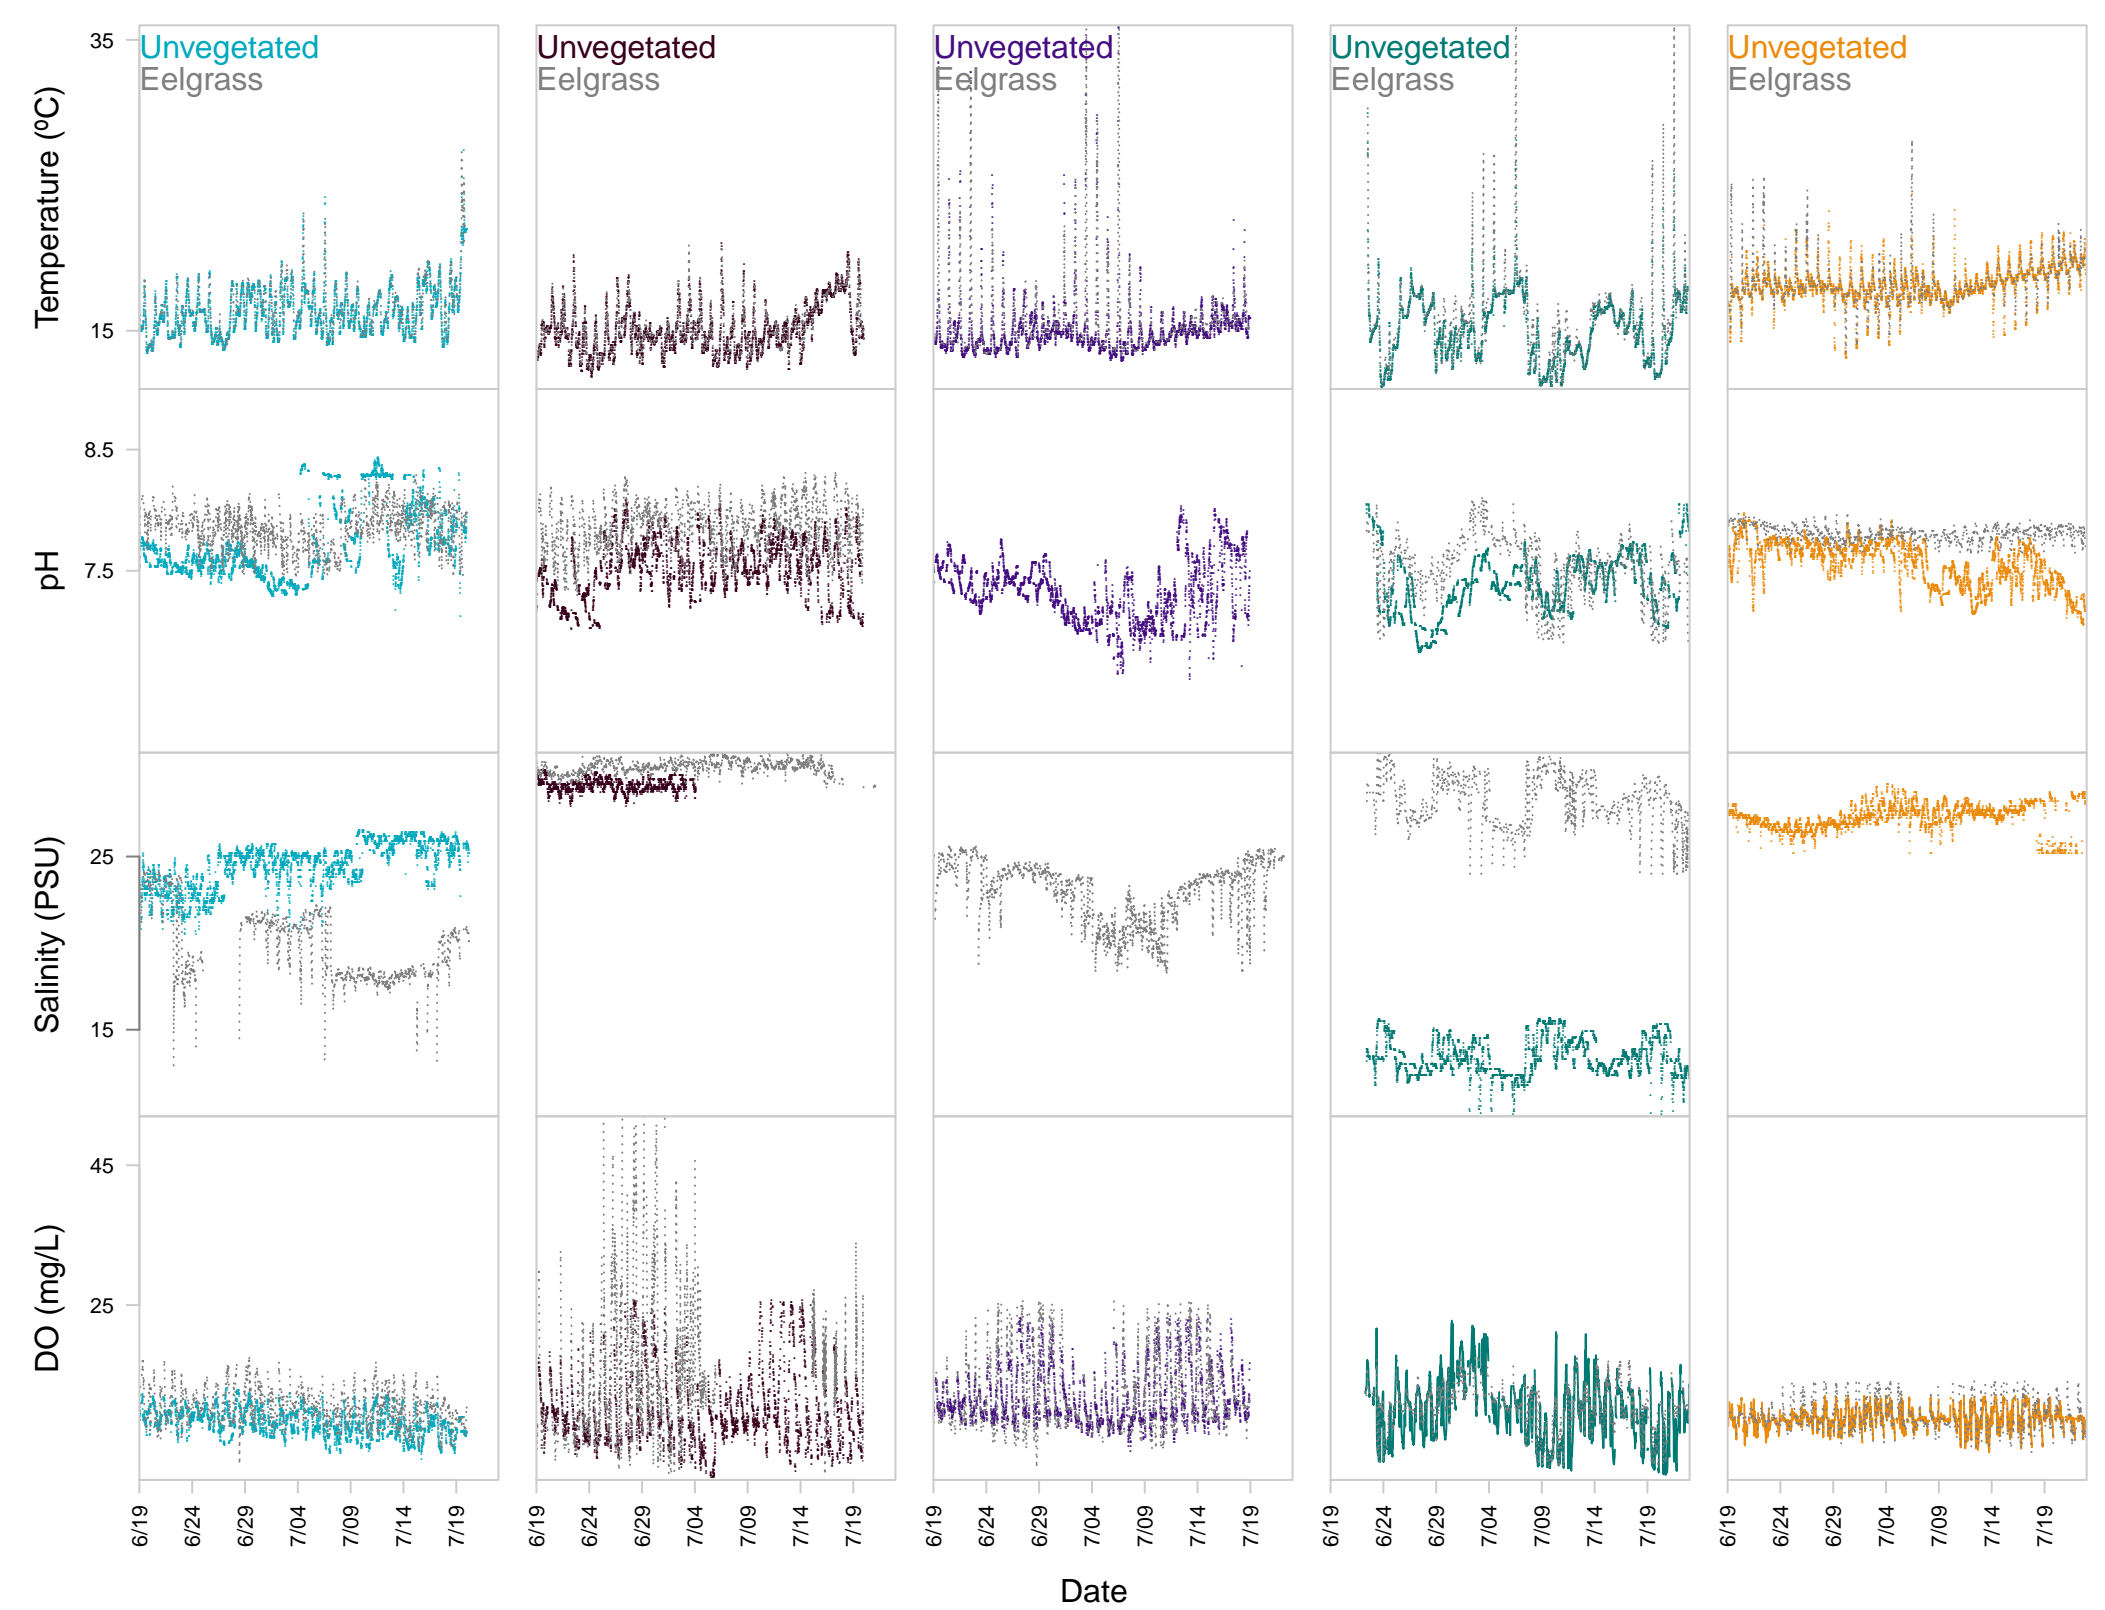 Unvegetated
Eelgrass
Unvegetated
Eelgrass
Unvegetated
Eelgrass
Unvegetated
Eelgrass
Unvegetated
Eelgrass
Temperature (ºC)
35
15
pH
8.5
7.5
Salinity (PSU)
25
15
DO (mg/L)
45
25
6/19 6/24 6/29 7/04 7/09 7/14 7/19
6/19 6/24 6/29 7/04 7/09 7/14 7/19
6/19 6/24 6/29 7/04 7/09 7/14 7/19
6/19 6/24 6/29 7/04 7/09 7/14 7/19
6/19 6/24 6/29 7/04 7/09 7/14 7/19
Date